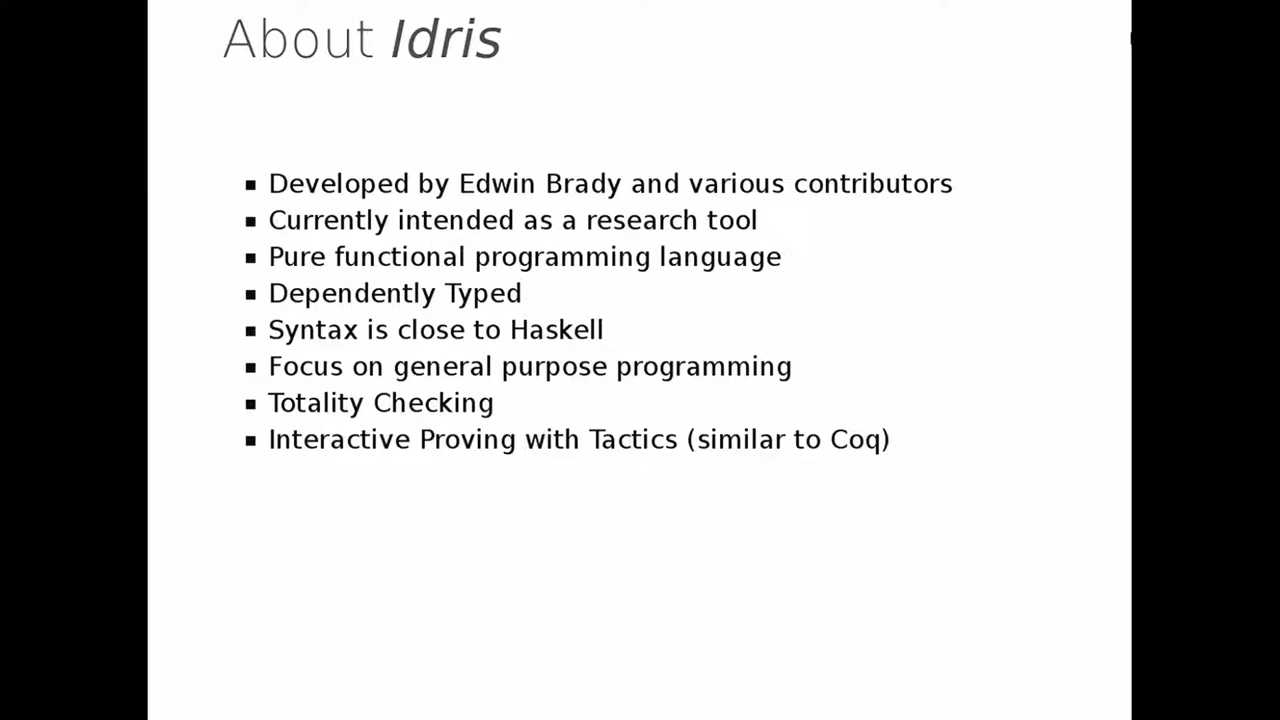 About Idris
Developed by Edwin Brady and various contributors
Currently intended as a research tool
Pure functional programming language
Dependently Typed
Syntax is close to Haskell
Focus on general purpose programming
Totality Checking
Interactive Proving with Tactics (similar to Coq)